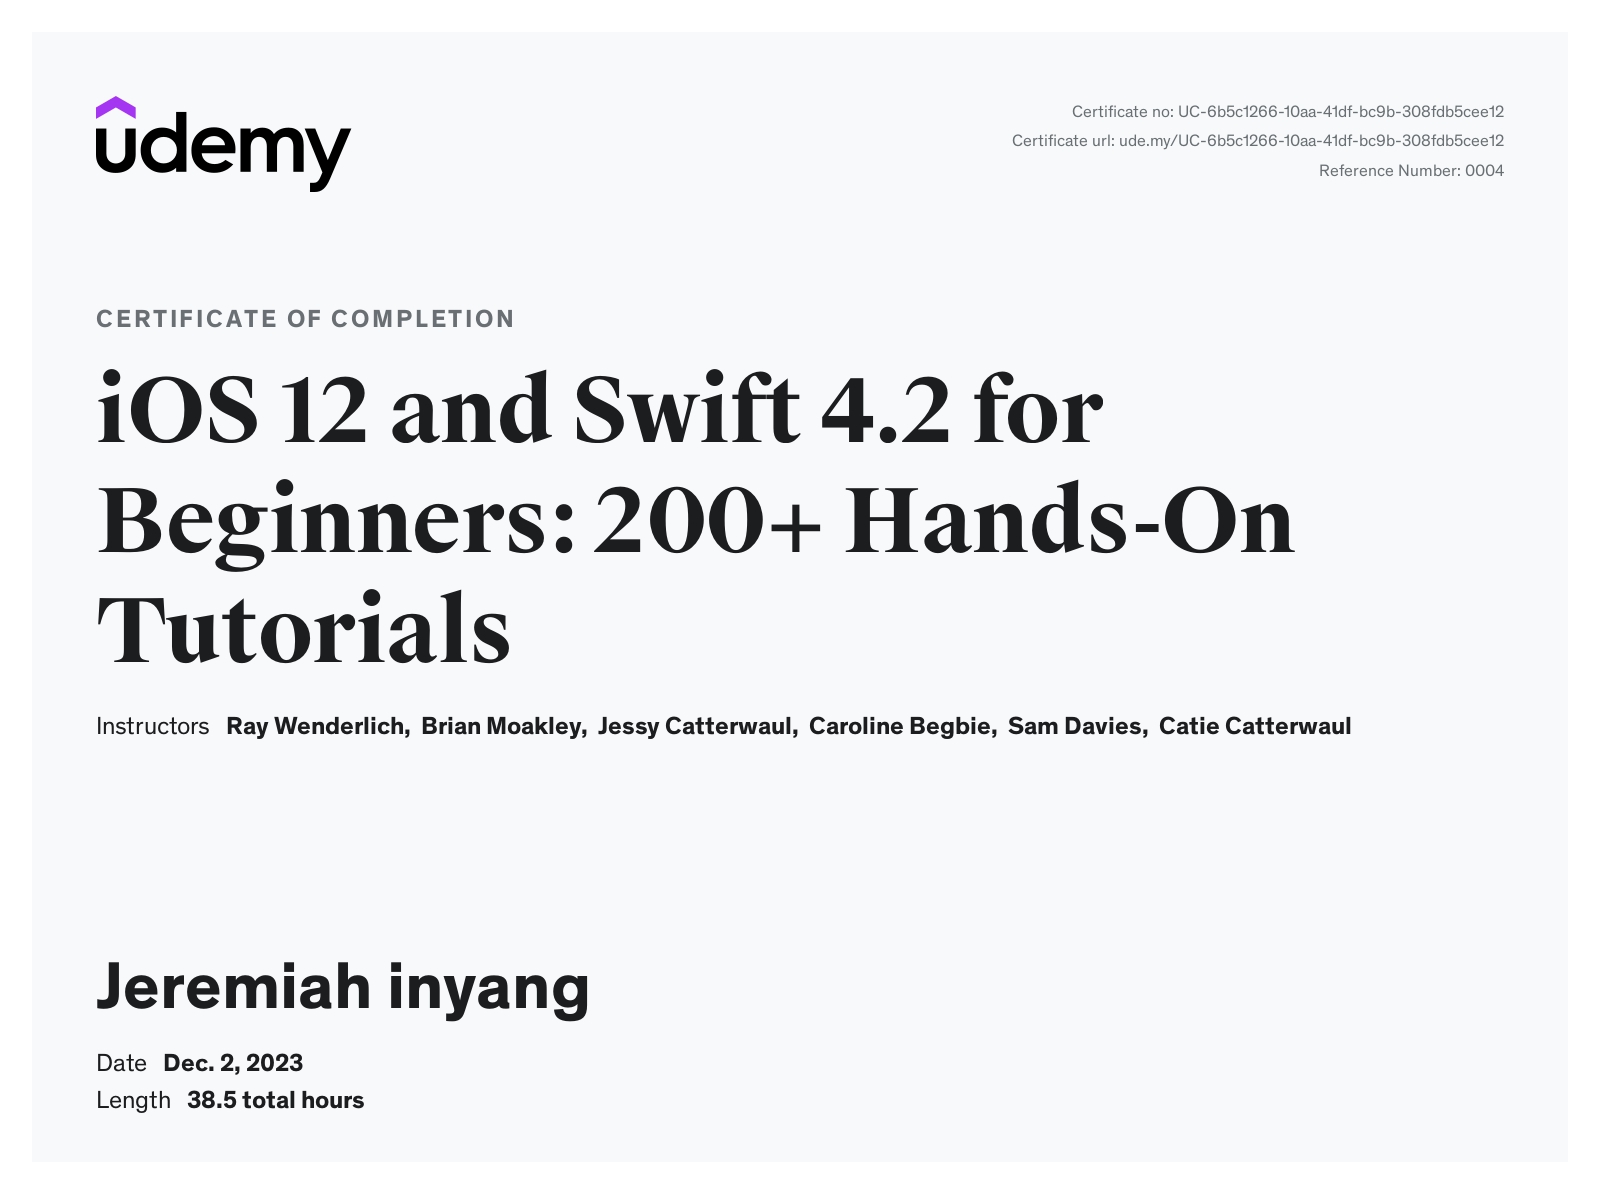 udemy
Certificate no: UC-6b5c1266-10aa-41df-bc9b-308fdb5cee12
Certificate url: ude.my/UC-6b5c1266-10aa-41df-bc9b-308fdb5cee12
Reference Number: 0004
CERTIFICATE OF COMPLETION
iOS 12 and Swift 4.2 for
Beginners: 200+ Hands-On
Tutorials
Instructors Ray Wenderlich, Brian Moakley, Jessy Catterwaul, Caroline Begbie, Sam Davies, Catie Catterwaul
Jeremiah inyang
Date Dec. 2, 2023
Length 38.5 total hours